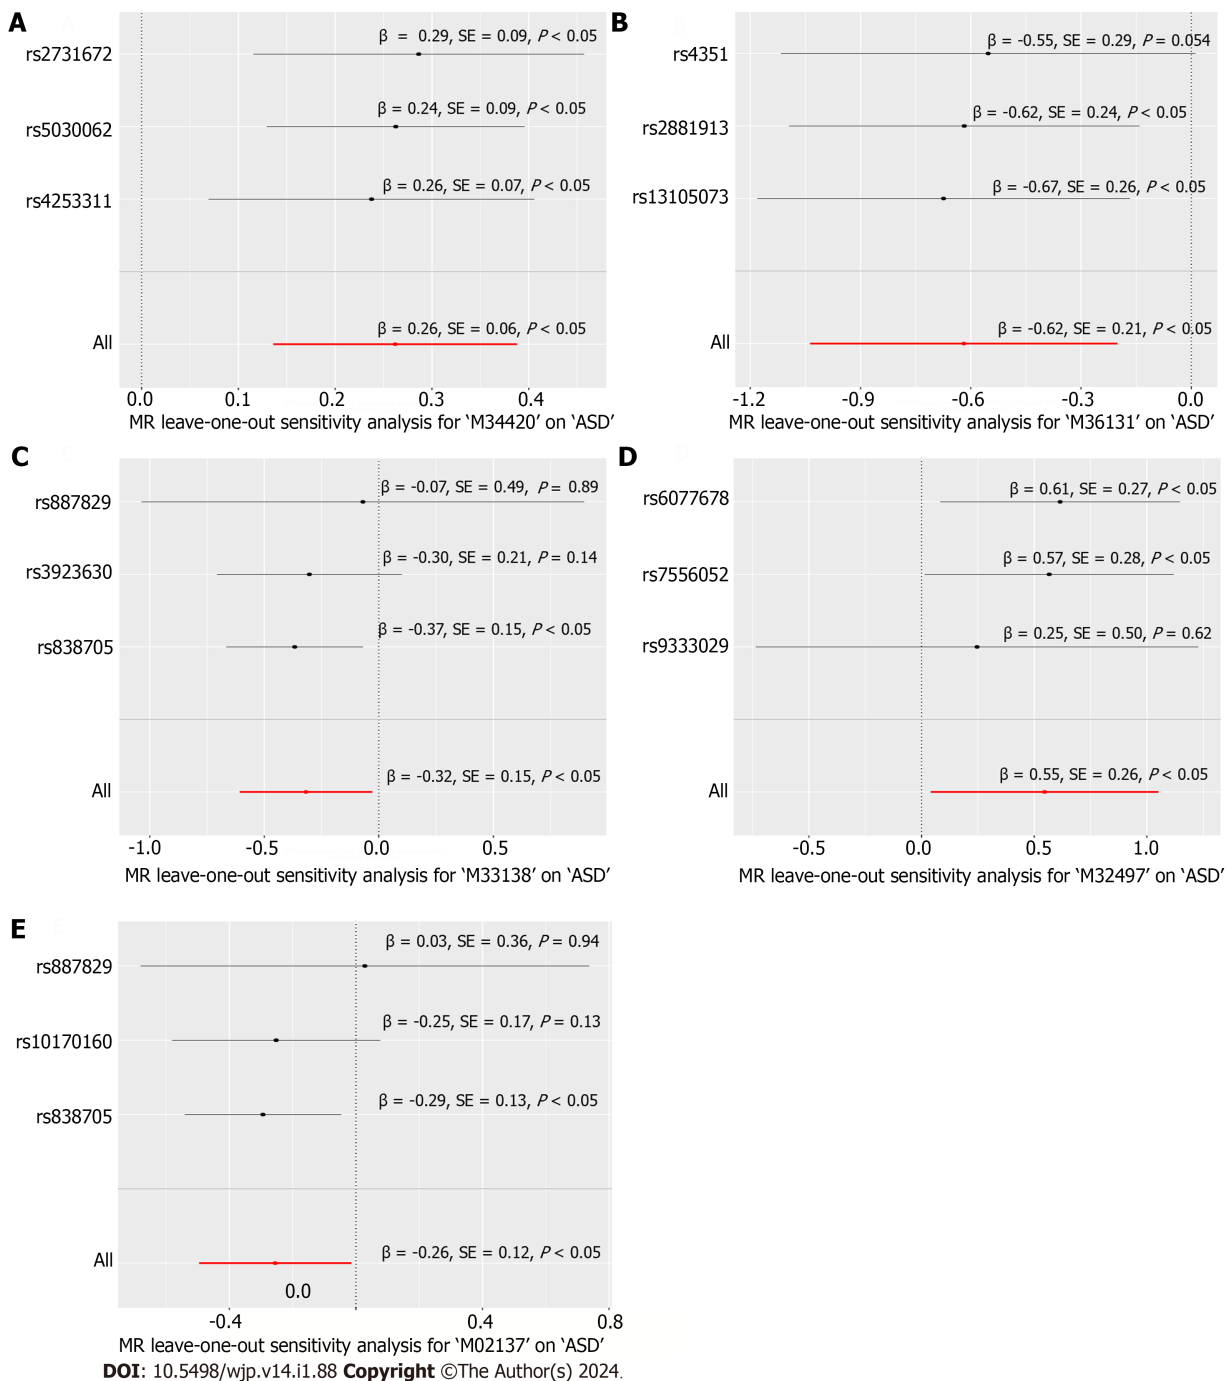 A
rs2731672
β = 0.29, SE = 0.09, P < 0.05
rs5030062
β = 0.24, SE = 0.09, P < 0.05
rs4253311
β = 0.26, SE = 0.07, P < 0.05
All
β = 0.26, SE = 0.06, P < 0.05
0.0 0.1 0.2 0.3 0.4
MR leave-one-out sensitivity analysis for ‘M34420’ on ‘ASD’
B
rs4351
β = -0.55, SE = 0.29, P = 0.054
rs2881913
β = -0.62, SE = 0.24, P < 0.05
rs13105073
β = -0.67, SE = 0.26, P < 0.05
All
β = -0.62, SE = 0.21, P < 0.05
-1.2 -0.9 -0.6 -0.3 0.0
MR leave-one-out sensitivity analysis for ‘M36131’ on ‘ASD’
C
rs887829
β = -0.07, SE = 0.49, P = 0.89
rs3923630
β = -0.30, SE = 0.21, P = 0.14
rs838705
β = -0.37, SE = 0.15, P < 0.05
All
β = -0.32, SE = 0.15, P < 0.05
-1.0 -0.5 0.0 0.5
MR leave-one-out sensitivity analysis for ‘M33138’ on ‘ASD’
D
rs6077678
β = 0.61, SE = 0.27, P < 0.05
rs7556052
β = 0.57, SE = 0.28, P < 0.05
rs9333029
β = 0.25, SE = 0.50, P = 0.62
All
β = 0.55, SE = 0.26, P < 0.05
-0.5 0.0 0.5 1.0
MR leave-one-out sensitivity analysis for ‘M32497’ on ‘ASD’
E
rs887829
β = 0.03, SE = 0.36, P = 0.94
rs10170160
β = -0.25, SE = 0.17, P = 0.13
rs838705
β = -0.29, SE = 0.13, P < 0.05
All
β = -0.26, SE = 0.12, P < 0.05
0.0
-0.4 0.4 0.8
MR leave-one-out sensitivity analysis for ‘M02137’ on ‘ASD’
DOI: 10.5498/wjp.v14.i1.88 Copyright ©The Author(s) 2024.